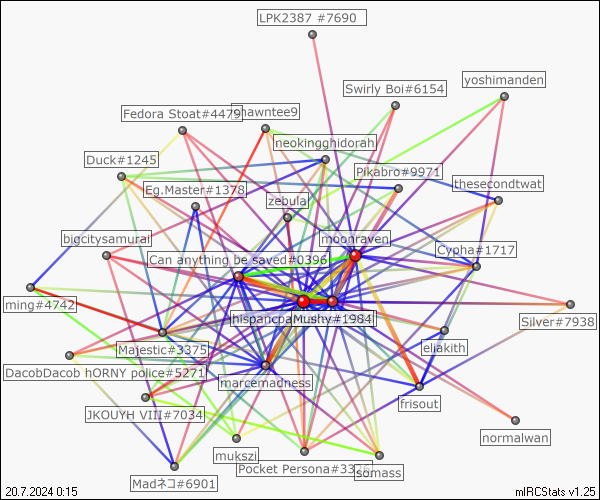 LPK2387 #7690
yoshimanden
Swirly Boi#6154
Fedora Stoat#4479
hawntee9
neokingghidorah
Duck#1245
Pikabro#9971
thesecondtwat
Eg.Master#1378
zebula
moonraven
bigcitysamurai
Cypha#1717
Can anything be saved#0396
ming#4742
Mushy#1984
Silver#7938
Majestic#3375
eliakith
DacobDacob hORNY police#5271
marcemadness
frisout
JKOUYH VIII#7034
normalwan
mukszi
Pocket Persona#3326
somass
Madネコ#6901
20.7.2024 0:15
mIRCStats v1.25